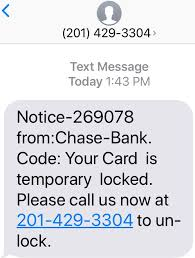 (201) 429-3304>
Text Message
Today 1:43 PM
Notice-269078
from:Chase-Bank.
Code: Your Card is
temporary locked.
Please call us now at
201-429-3304 to un-
lock.